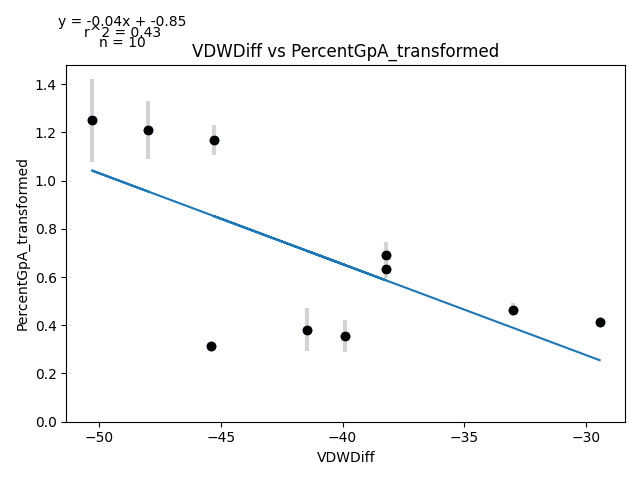 y = -0.04x + -0.85
r^2 = 0.43
n = 10
VDWDiff vs PercentGpA_transformed
PercentGpA_transformed
1.4
1.2
1.0
0.8
0.6
0.4
0.2
0.0
−50
−45
−40
−35
−30
VDWDiff